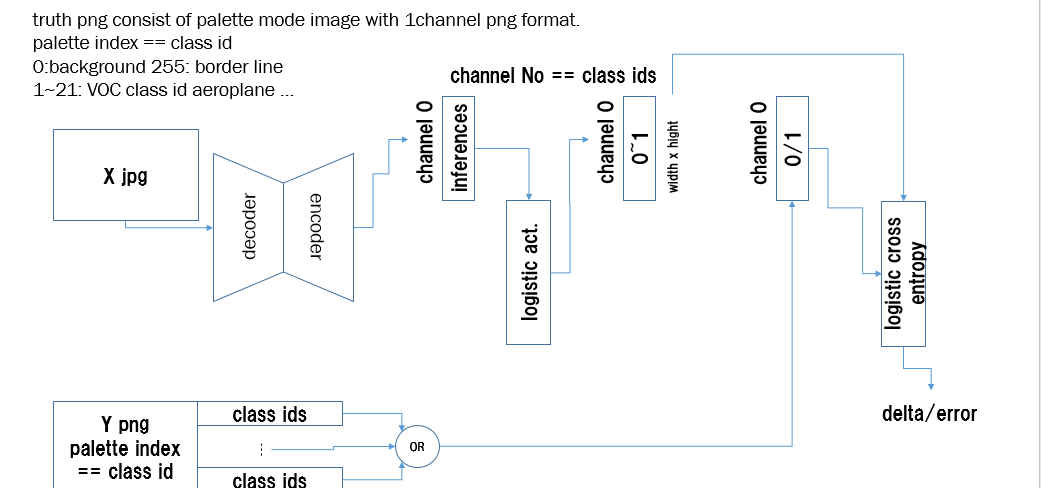 truth png consist of palette mode image with 1channel png format.
palette index == class id
0:background 255: border line
1~21: VOC class id aeroplane ...
channel No == class ids
X jpg
decoder
encoder
channel 0
inferences
logistic act.
channel 0
0~1
width x hight
channel 0
0/1
logistic cross
entropy
delta/error
Y png
palette index
== class id
class ids
⋮
class ids
OR